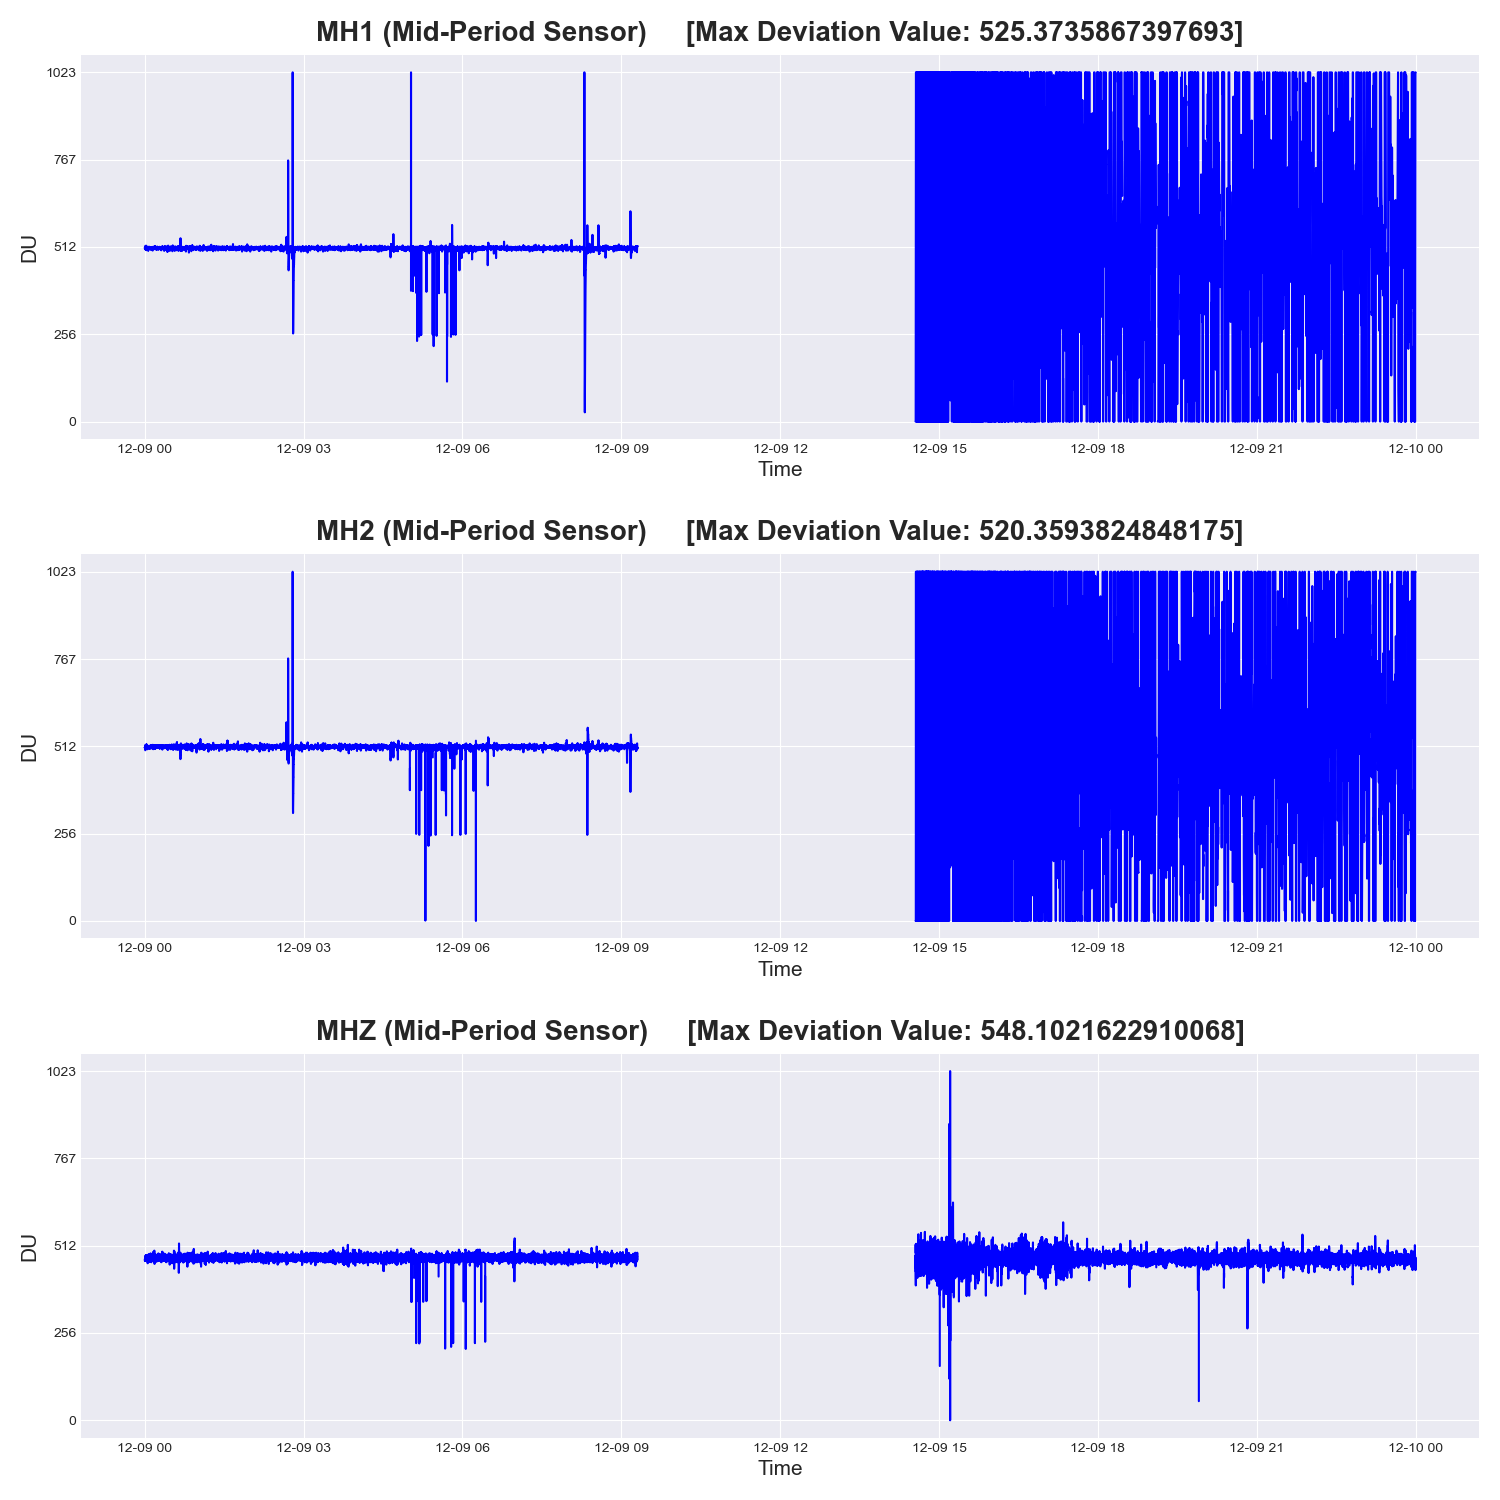 MH1 (Mid-Period Sensor) [Max Deviation Value: 525.3735867397693]
1023
767
512
256
0
DU
12-09 00 12-09 03 12-09 06 12-09 09 12-09 12 12-09 15 12-09 18 12-09 21 12-10 00
Time
MH2 (Mid-Period Sensor) [Max Deviation Value: 520.3593824848175]
1023
767
512
256
0
DU
12-09 00 12-09 03 12-09 06 12-09 09 12-09 12 12-09 15 12-09 18 12-09 21 12-10 00
Time
MHZ (Mid-Period Sensor) [Max Deviation Value: 548.1021622910068]
1023
767
512
256
0
DU
12-09 00 12-09 03 12-09 06 12-09 09 12-09 12 12-09 15 12-09 18 12-09 21 12-10 00
Time